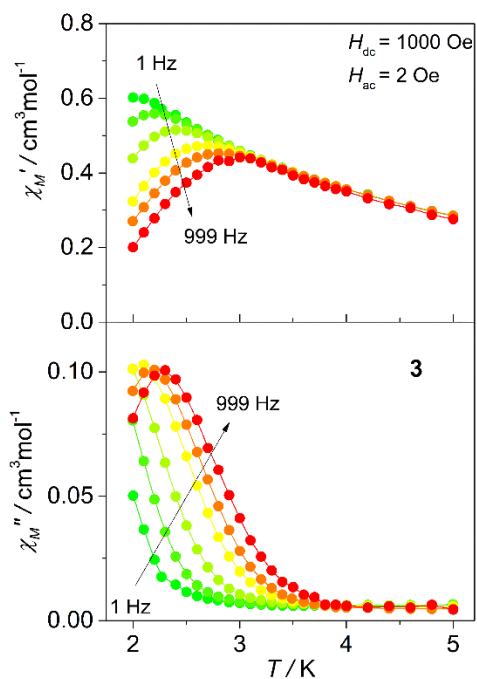 0.8
H_dc = 1000 Oe
1 Hz
H_ac = 2 Oe
0.6
χ_M' / cm³mol⁻¹
0.4
0.2
999 Hz
0.0
3
0.10
999 Hz
χ_M'' / cm³mol⁻¹
0.05
1 Hz
0.00
2 3 4 5
T / K